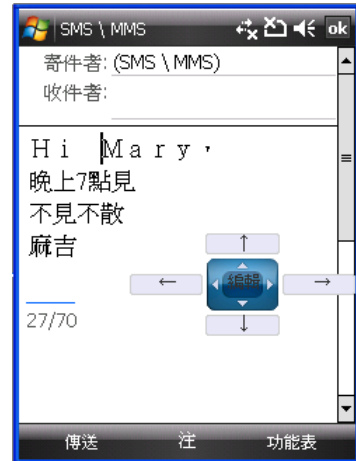 SMS \ MMS ok
寄件者: (SMS \ MMS)
收件者:
Ｈｉ　Ｍａｒｙ，
晚上7點見
不見不散
麻吉
↑
← 編輯 →
↓
27/70
傳送 注 功能表